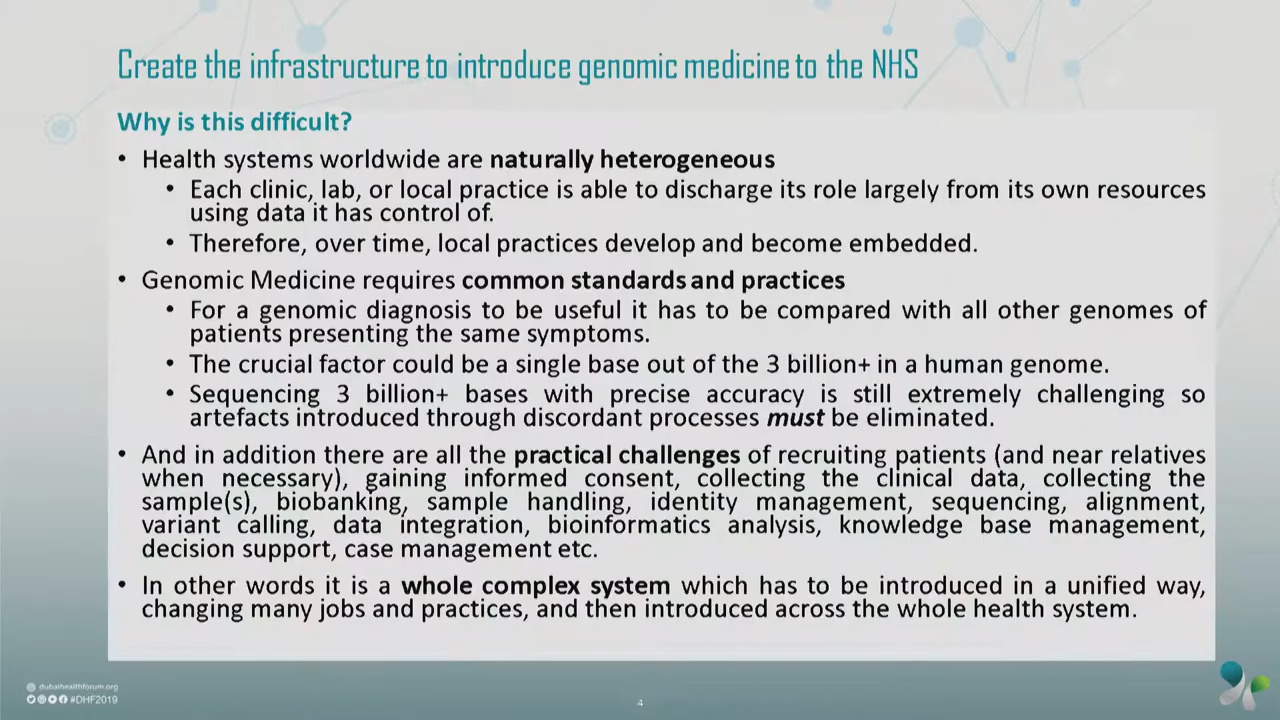 Create the infrastructure to introduce genomic medicine to the NHS
Why is this difficult?
• Health systems worldwide are naturally heterogeneous
• Each clinic, lab, or local practice is able to discharge its role largely from its own resources
using data it has control of.
• Therefore, over time, local practices develop and become embedded.
• Genomic Medicine requires common standards and practices
• For a genomic diagnosis to be useful it has to be compared with all other genomes of
patients presenting the same symptoms.
• The crucial factor could be a single base out of the 3 billion+ in a human genome.
• Sequencing 3 billion+ bases with precise accuracy is still extremely challenging so
artefacts introduced through discordant processes must be eliminated.
• And in addition there are all the practical challenges of recruiting patients (and near relatives
when necessary), gaining informed consent, collecting the clinical data, collecting the
sample(s), biobanking, sample handling, identity management, sequencing, alignment,
variant calling, data integration, bioinformatics analysis, knowledge base management,
decision support, case management etc.
• In other words it is a whole complex system which has to be introduced in a unified way,
changing many jobs and practices, and then introduced across the whole health system.
dubaihealthforum.org
#DHF2019
4